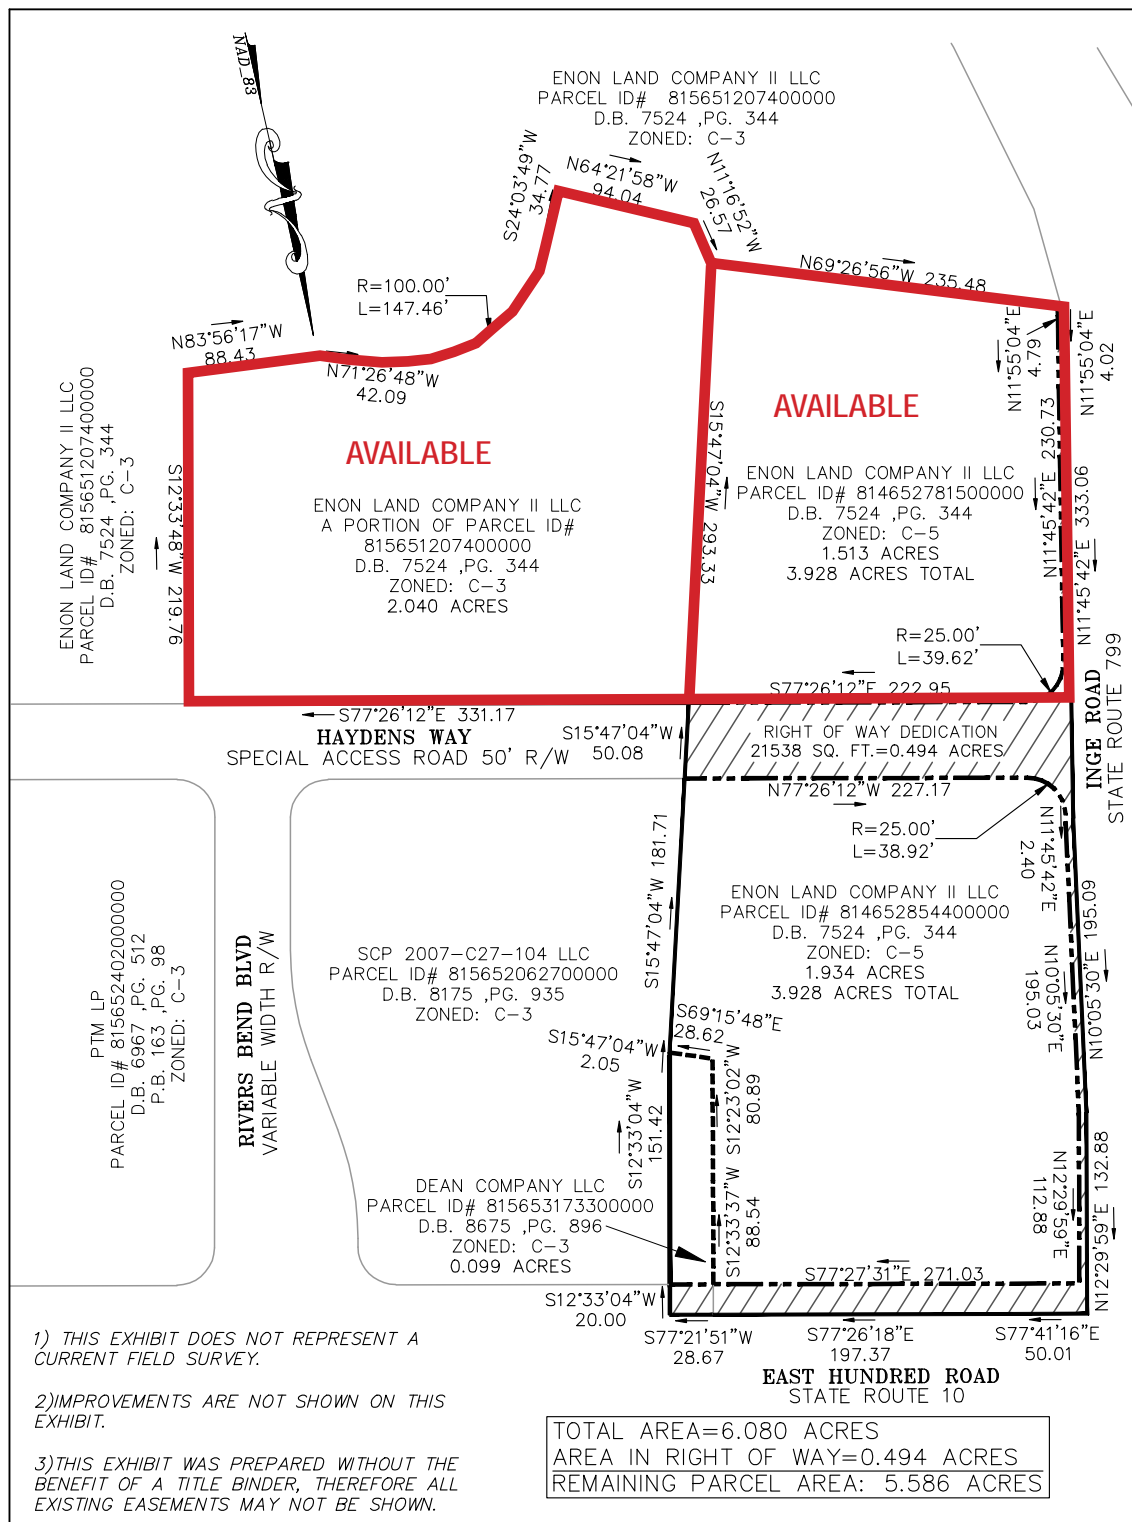 NAD 83
ENON LAND COMPANY II LLC
PARCEL ID# 815651207400000
D.B. 7524 ,PG. 344
ZONED: C-3
S24°03'49"W
34.77
N64°21'58"W
94.04
N11°16'52"W
26.57
N69°26'56"W 235.48
R=100.00'
L=147.46'
N83°56'17"W
88.43
N71°26'48"W
42.09
N11°55'04"E
4.79
N11°55'04"E
4.02
ENON LAND COMPANY II LLC
PARCEL ID# 815651207400000
D.B. 7524 ,PG. 344
ZONED: C-3
S12°33'48"W 219.76
AVAILABLE
ENON LAND COMPANY II LLC
A PORTION OF PARCEL ID#
815651207400000
D.B. 7524 ,PG. 344
ZONED: C-3
2.040 ACRES
S15°47'04"W 293.33
AVAILABLE
ENON LAND COMPANY II LLC
PARCEL ID# 814652781500000
D.B. 7524 ,PG. 344
ZONED: C-5
1.513 ACRES
3.928 ACRES TOTAL
N11°45'42"E 230.73
N11°45'42"E 333.06
R=25.00'
L=39.62'
S77°26'12"E 222.95
INGE ROAD
STATE ROUTE 799
S77°26'12"E 331.17
HAYDENS WAY
SPECIAL ACCESS ROAD 50' R/W
S15°47'04"W
50.08
RIGHT OF WAY DEDICATION
21538 SQ. FT.=0.494 ACRES
N77°26'12"W 227.17
R=25.00'
L=38.92'
N11°45'42"E
2.40
S15°47'04"W 181.71
ENON LAND COMPANY II LLC
PARCEL ID# 814652854400000
D.B. 7524 ,PG. 344
ZONED: C-5
1.934 ACRES
3.928 ACRES TOTAL
N10°05'30"E
195.03
N10°05'30"E 195.09
PTM LP
PARCEL ID# 815652402000000
D.B. 6967 ,PG. 512
P.B. 163 ,PG. 98
ZONED: C-3
RIVERS BEND BLVD
VARIABLE WIDTH R/W
SCP 2007-C27-104 LLC
PARCEL ID# 815652062700000
D.B. 8175 ,PG. 935
ZONED: C-3
S69°15'48"E
28.62
S15°47'04"W
2.05
S12°33'04"W
151.42
S12°23'02"W
80.89
S12°33'37"W
88.54
DEAN COMPANY LLC
PARCEL ID# 815653173300000
D.B. 8675 ,PG. 896
ZONED: C-3
0.099 ACRES
N12°29'59"E
112.88
N12°29'59"E 132.88
S77°27'31"E 271.03
S12°33'04"W
20.00
S77°21'51"W
28.67
S77°26'18"E
197.37
S77°41'16"E
50.01
EAST HUNDRED ROAD
STATE ROUTE 10
1) THIS EXHIBIT DOES NOT REPRESENT A
CURRENT FIELD SURVEY.
2)IMPROVEMENTS ARE NOT SHOWN ON THIS
EXHIBIT.
3)THIS EXHIBIT WAS PREPARED WITHOUT THE
BENEFIT OF A TITLE BINDER, THEREFORE ALL
EXISTING EASEMENTS MAY NOT BE SHOWN.
TOTAL AREA=6.080 ACRES
AREA IN RIGHT OF WAY=0.494 ACRES
REMAINING PARCEL AREA: 5.586 ACRES